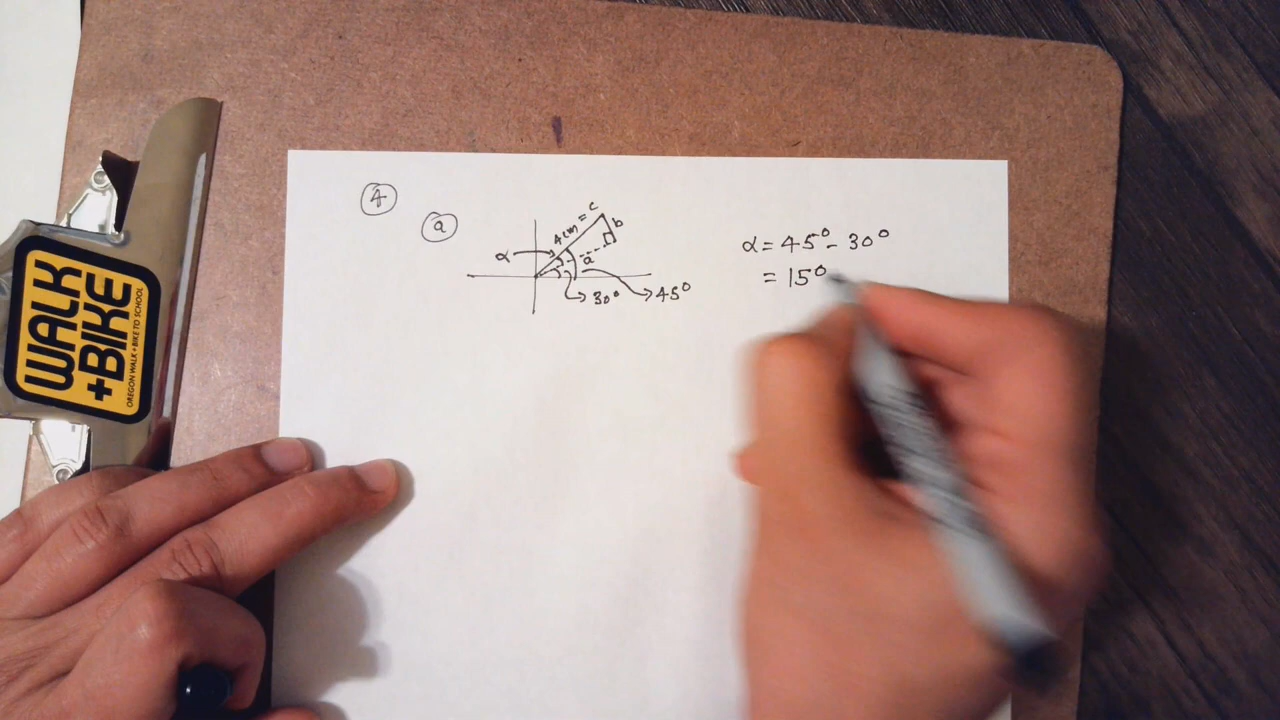 4
a
4cm = c
b
α
a
30°
45°
α = 45° - 30°
= 15°
WALK
+BIKE
OREGON WALK + BIKE TO SCHOOL